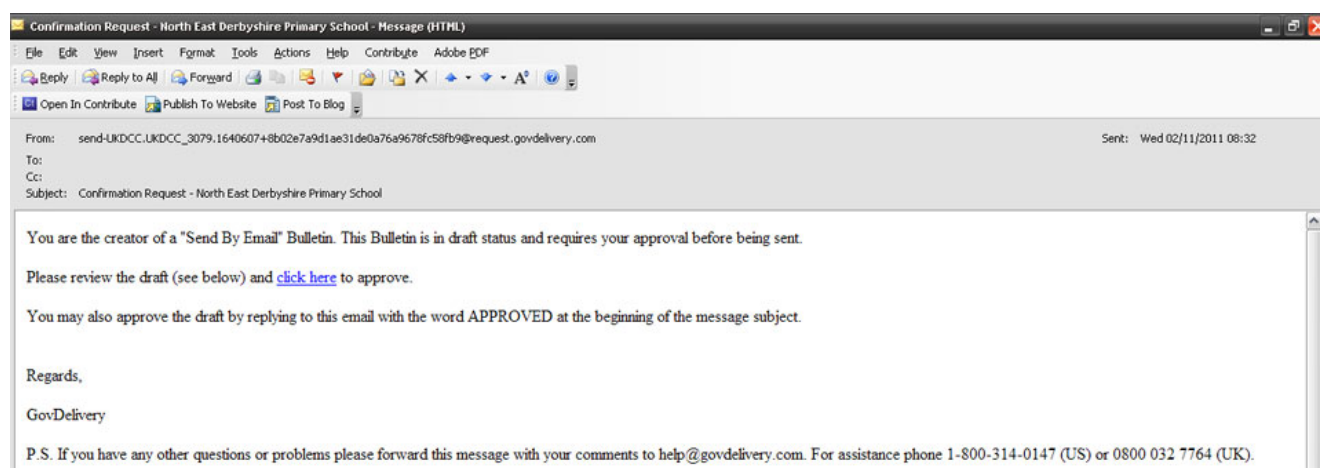 Confirmation Request - North East Derbyshire Primary School - Message (HTML)
File Edit View Insert Format Tools Actions Help Contribute Adobe PDF
Reply Reply to All Forward
Open In Contribute Publish To Website Post To Blog
From: send-UKDCC.UKDCC_3079.1640607+8b02e7a9d1ae31de0a76a9678fc58fb9@request.govdelivery.com Sent: Wed 02/11/2011 08:32
To:
Cc:
Subject: Confirmation Request - North East Derbyshire Primary School
You are the creator of a "Send By Email" Bulletin. This Bulletin is in draft status and requires your approval before being sent.
Please review the draft (see below) and click here to approve.
You may also approve the draft by replying to this email with the word APPROVED at the beginning of the message subject.
Regards,
GovDelivery
P.S. If you have any other questions or problems please forward this message with your comments to help@govdelivery.com. For assistance phone 1-800-314-0147 (US) or 0800 032 7764 (UK).